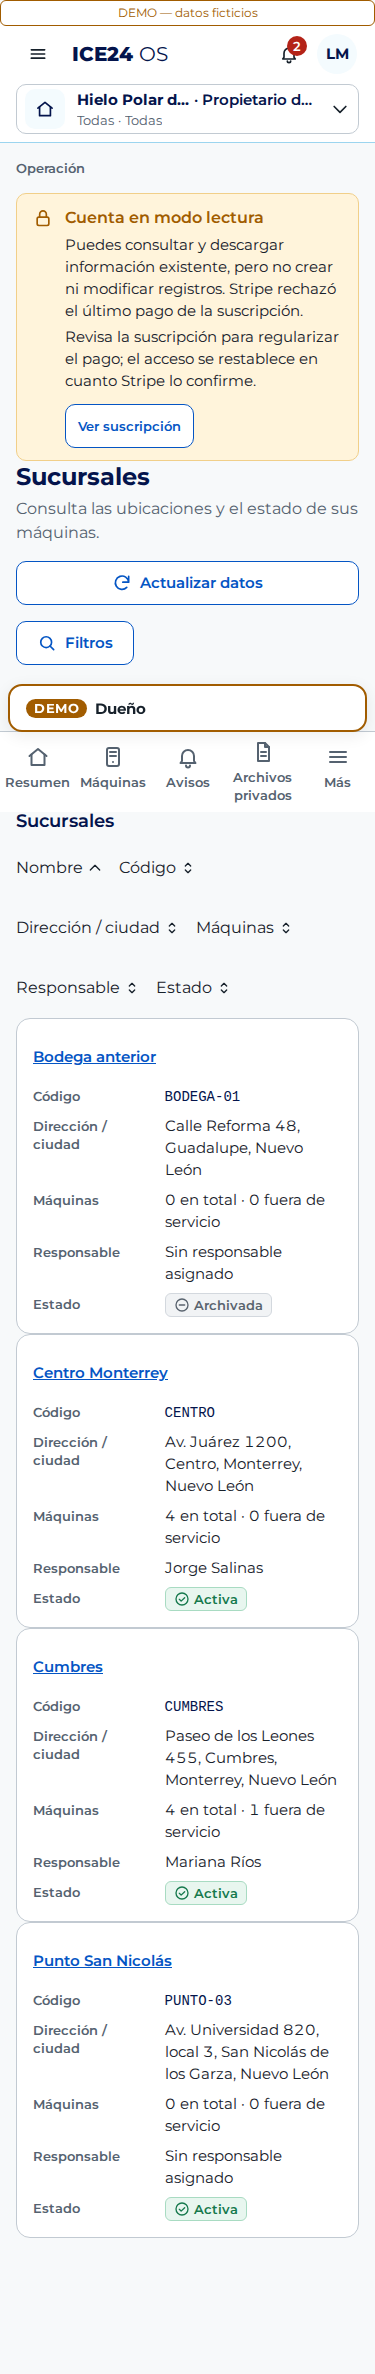 DEMO — datos ficticios
ICE24 OS
2
LM
Hielo Polar d... · Propietario d...
Todas · Todas
Operación
Cuenta en modo lectura
Puedes consultar y descargar
información existente, pero no crear
ni modificar registros. Stripe rechazó
el último pago de la suscripción.
Revisa la suscripción para regularizar
el pago; el acceso se restablece en
cuanto Stripe lo confirme.
Ver suscripción
Sucursales
Consulta las ubicaciones y el estado de sus
máquinas.
Actualizar datos
Filtros
DEMO Dueño
Resumen
Máquinas
Avisos
Archivos
privados
Más
Sucursales
Nombre Código
Dirección / ciudad Máquinas
Responsable Estado
Bodega anterior
Código BODEGA-01
Dirección /
ciudad
Calle Reforma 48,
Guadalupe, Nuevo
León
Máquinas
0 en total · 0 fuera de
servicio
Responsable
Sin responsable
asignado
Estado Archivada
Centro Monterrey
Código CENTRO
Dirección /
ciudad
Av. Juárez 1200,
Centro, Monterrey,
Nuevo León
Máquinas
4 en total · 0 fuera de
servicio
Responsable Jorge Salinas
Estado Activa
Cumbres
Código CUMBRES
Dirección /
ciudad
Paseo de los Leones
455, Cumbres,
Monterrey, Nuevo León
Máquinas
4 en total · 1 fuera de
servicio
Responsable Mariana Ríos
Estado Activa
Punto San Nicolás
Código PUNTO-03
Dirección /
ciudad
Av. Universidad 820,
local 3, San Nicolás de
los Garza, Nuevo León
Máquinas
0 en total · 0 fuera de
servicio
Responsable
Sin responsable
asignado
Estado Activa